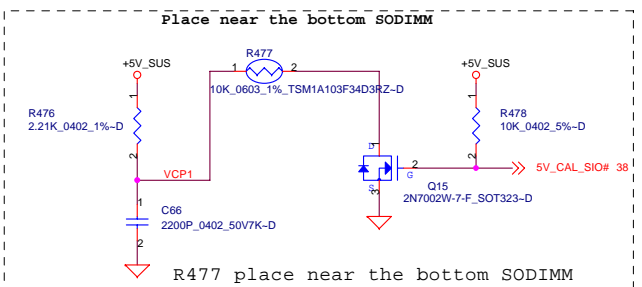 Place near the bottom SODIMM
R477
+5V_SUS
+5V_SUS
1
2
10K_0603_1%_TSM1A103F34D3RZ~D
1
1
R476
2.21K_0402_1%~D
R478
10K_0402_5%~D
2
2
1
D
VCP1
2
G
5V_CAL_SIO# 38
S
3
Q15
2N7002W-7-F_SOT323~D
1
C66
2200P_0402_50V7K~D
2
R477 place near the bottom SODIMM